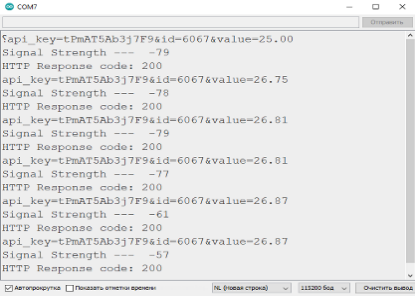 COM7
Отправить
⸮api_key=tPmAT5Ab3j7F9&id=6067&value=25.00
Signal Strength ---  -79
HTTP Response code: 200
api_key=tPmAT5Ab3j7F9&id=6067&value=26.75
Signal Strength ---  -78
HTTP Response code: 200
api_key=tPmAT5Ab3j7F9&id=6067&value=26.81
Signal Strength ---  -79
HTTP Response code: 200
api_key=tPmAT5Ab3j7F9&id=6067&value=26.81
Signal Strength ---  -77
HTTP Response code: 200
api_key=tPmAT5Ab3j7F9&id=6067&value=26.87
Signal Strength ---  -61
HTTP Response code: 200
api_key=tPmAT5Ab3j7F9&id=6067&value=26.87
Signal Strength ---  -57
HTTP Response code: 200
Автопрокрутка Показать отметки времени NL (Новая строка) 115200 бод Очистить вывод